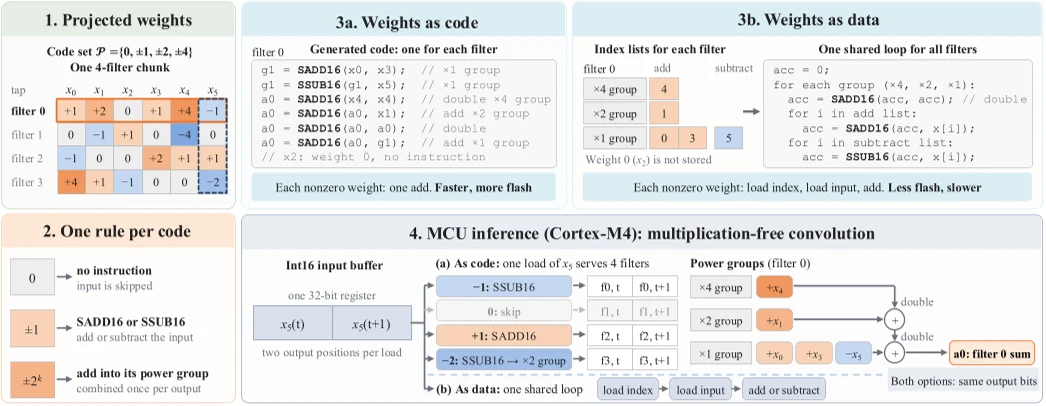 1. Projected weights
Code set 𝒫 ={0, ±1, ±2, ±4}
One 4-filter chunk
tap x₀ x₁ x₂ x₃ x₄ x₅
filter 0 +1 +2 0 +1 +4 −1
filter 1 0 −1 +1 0 −4 0
filter 2 −1 0 0 +2 +1 +1
filter 3 +4 +1 −1 0 0 −2
2. One rule per code
0
no instruction
input is skipped
±1
SADD16 or SSUB16
add or subtract the input
±2ᵏ
add into its power group
combined once per output
3a. Weights as code
filter 0 Generated code: one for each filter
g1 = SADD16(x0, x3); // ×1 group
g1 = SSUB16(g1, x5); // ×1 group
a0 = SADD16(x4, x4); // double ×4 group
a0 = SADD16(a0, x1); // add ×2 group
a0 = SADD16(a0, a0); // double
a0 = SADD16(a0, g1); // add ×1 group
// x2: weight 0, no instruction
Each nonzero weight: one add. Faster, more flash
3b. Weights as data
Index lists for each filter
filter 0 add subtract
×4 group 4
×2 group 1
×1 group 0 3 5
Weight 0 (x₂) is not stored
One shared loop for all filters
acc = 0;
for each group (×4, ×2, ×1):
acc = SADD16(acc, acc); // double
for i in add list:
acc = SADD16(acc, x[i]);
for i in subtract list:
acc = SSUB16(acc, x[i]);
Each nonzero weight: load index, load input, add. Less flash, slower
4. MCU inference (Cortex-M4): multiplication-free convolution
Int16 input buffer
one 32-bit register
x₅(t) x₅(t+1)
two output positions per load
(a) As code: one load of x₅ serves 4 filters
−1: SSUB16 f0, t f0, t+1
0: skip f1, t f1, t+1
+1: SADD16 f2, t f2, t+1
−2: SSUB16 → ×2 group f3, t f3, t+1
(b) As data: one shared loop load index load input add or subtract
Power groups (filter 0)
×4 group +x₄
double
×2 group +x₁ +
double
×1 group +x₀ +x₃ −x₅ + a0: filter 0 sum
Both options: same output bits